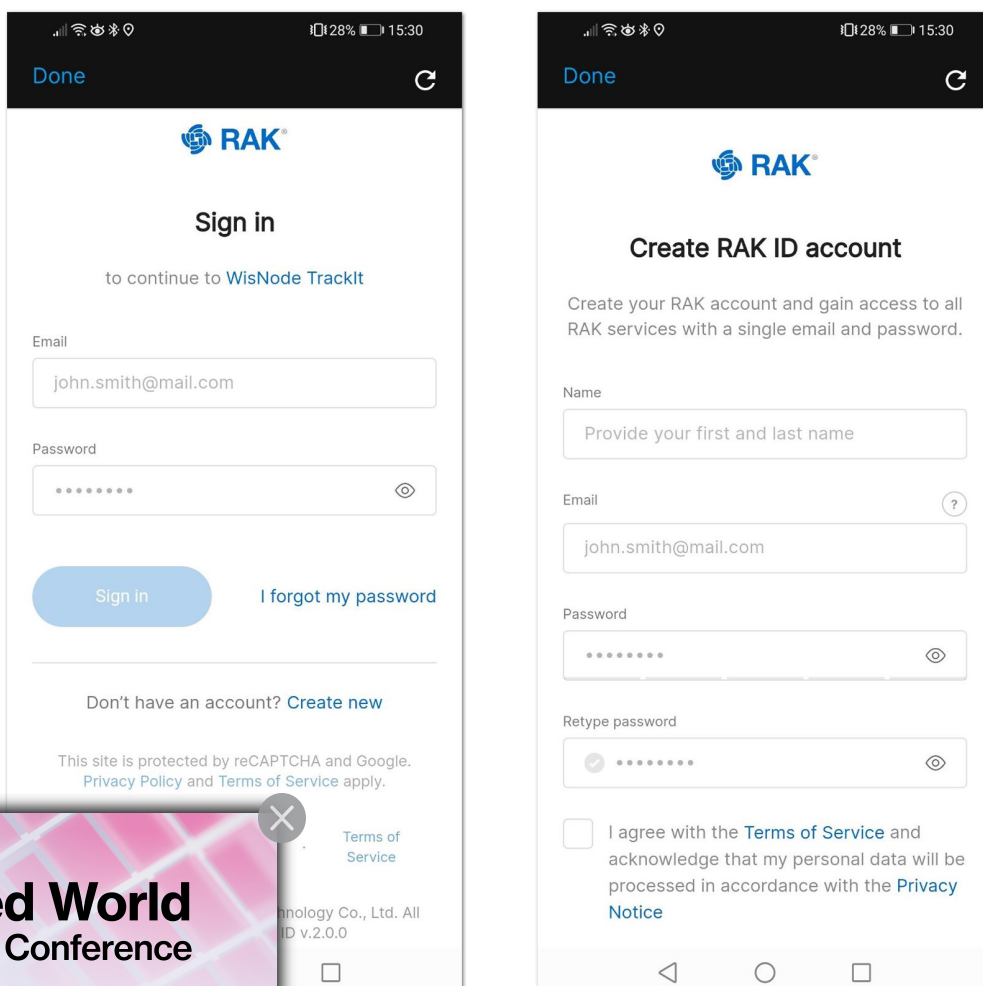 28% 15:30
Done
RAK®
Sign in
to continue to WisNode TrackIt
Email
john.smith@mail.com
Password
Sign in
I forgot my password
Don't have an account? Create new
This site is protected by reCAPTCHA and Google.
Privacy Policy and Terms of Service apply.
Terms of
Service
Co., Ltd. All
v.2.0.0
World
Conference
28% 15:30
Done
RAK®
Create RAK ID account
Create your RAK account and gain access to all
RAK services with a single email and password.
Name
Provide your first and last name
Email
?
john.smith@mail.com
Password
Retype password
I agree with the Terms of Service and
acknowledge that my personal data will be
processed in accordance with the Privacy
Notice